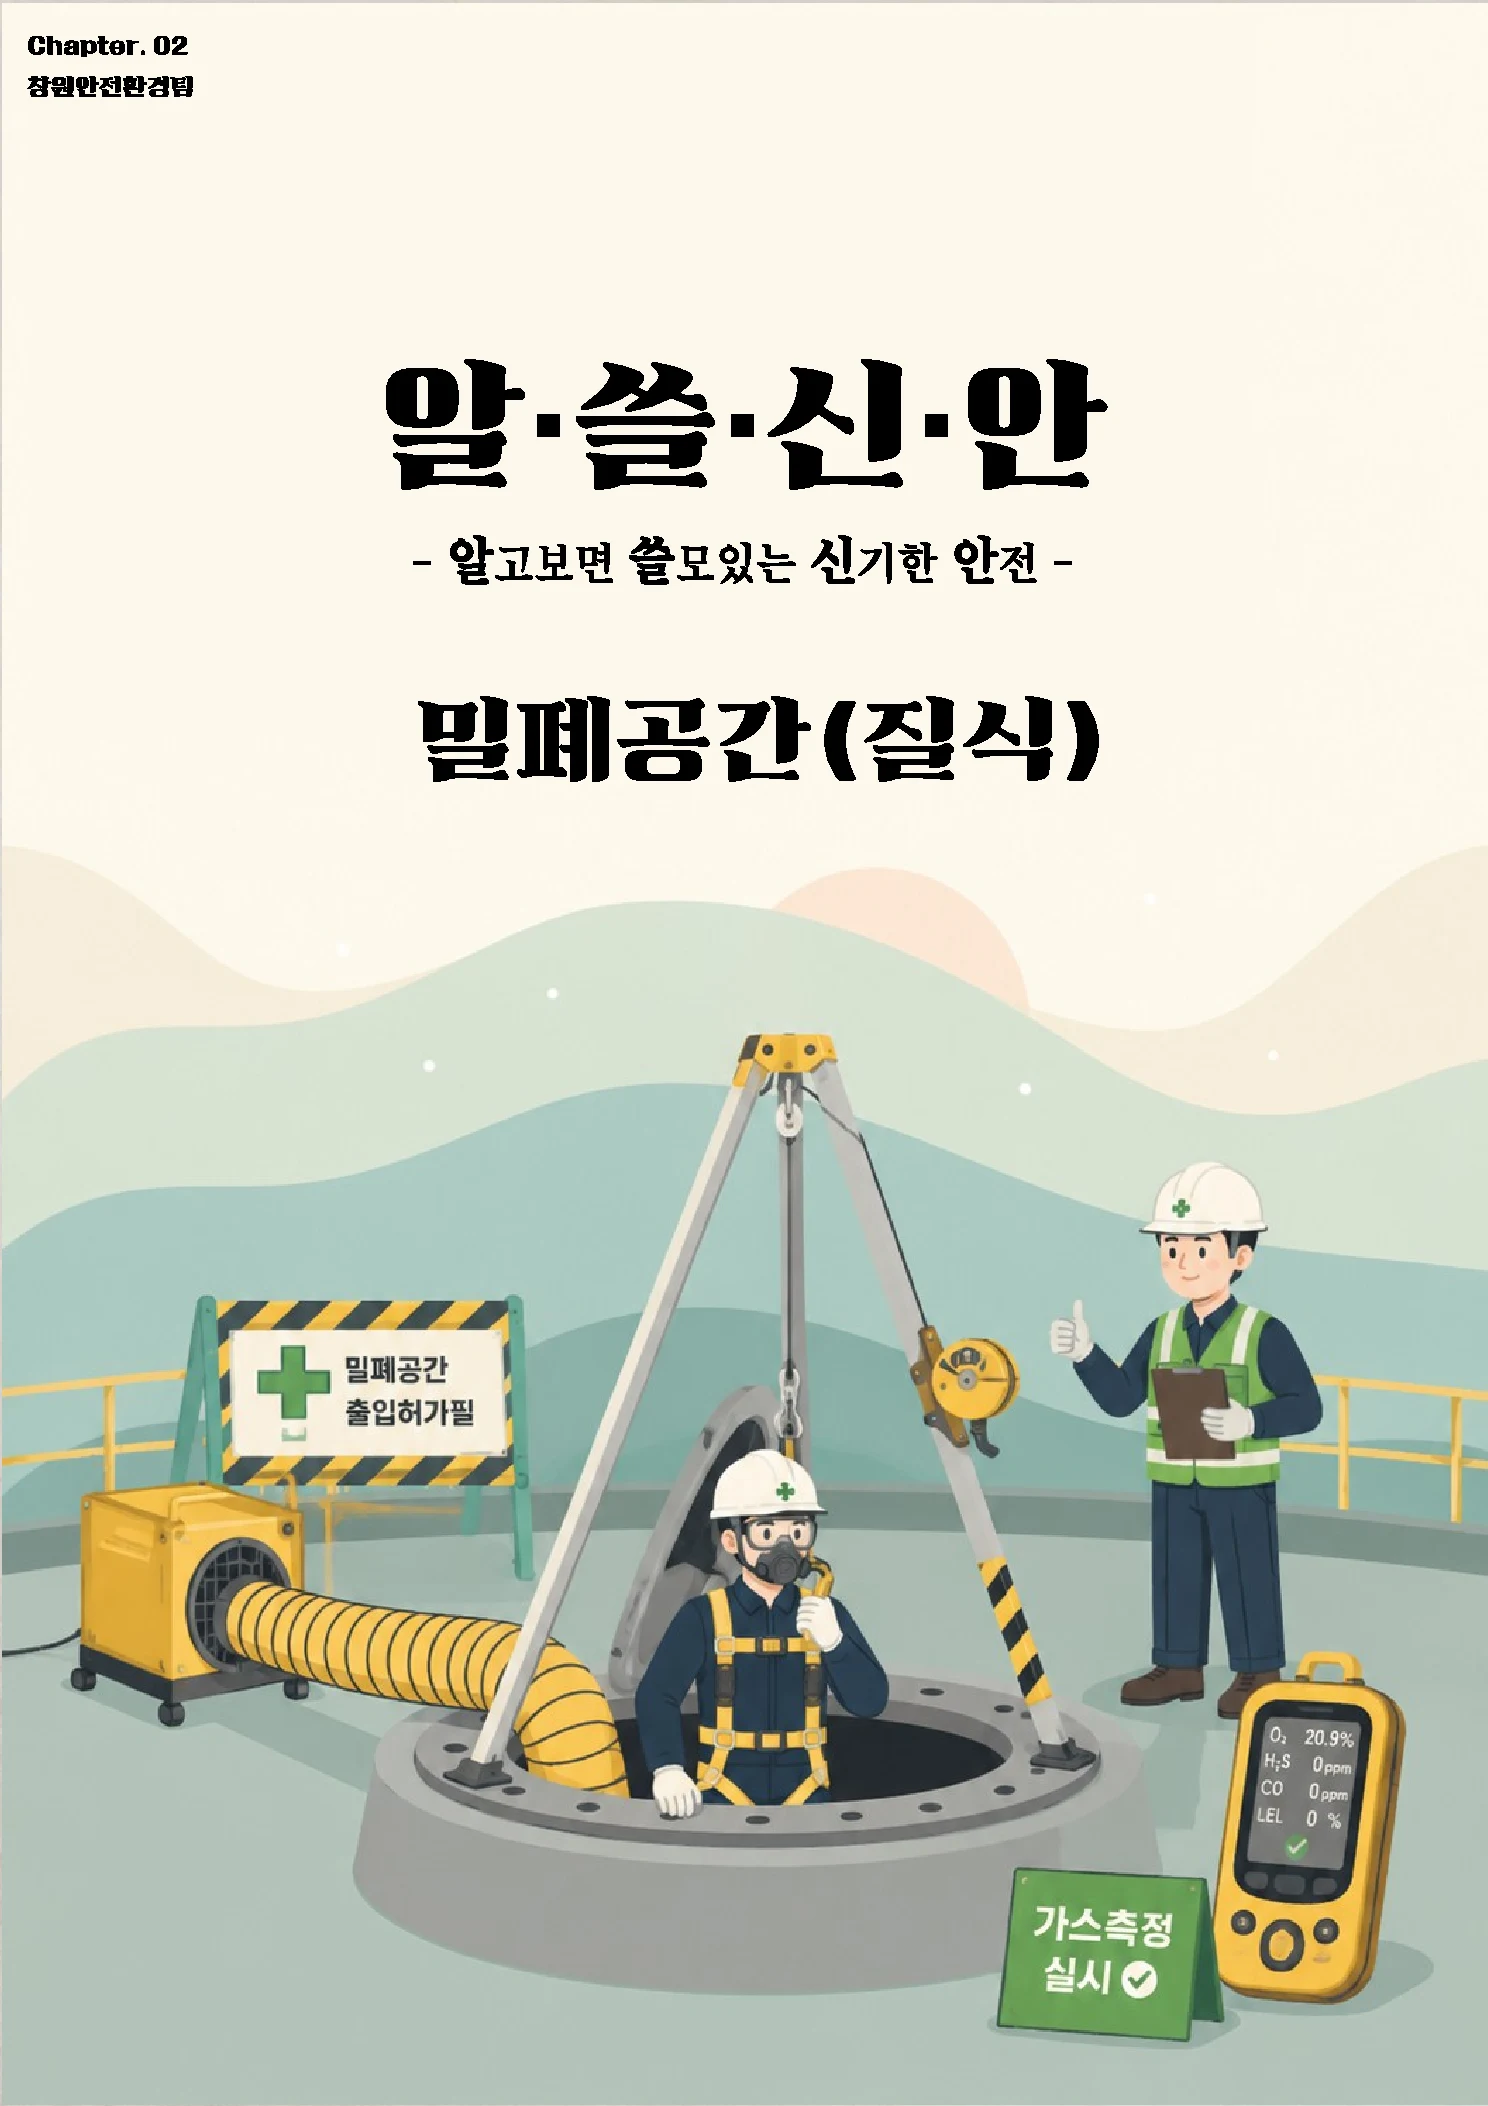 Chapter. 02
창원안전환경팀
알·쓸·신·안
- 알고보면 쓸모있는 신기한 안전 -
밀폐공간(질식)
밀폐공간
출입허가필
O₂ 20.9%
H₂S 0ppm
CO 0ppm
LEL 0 %
가스측정
실시